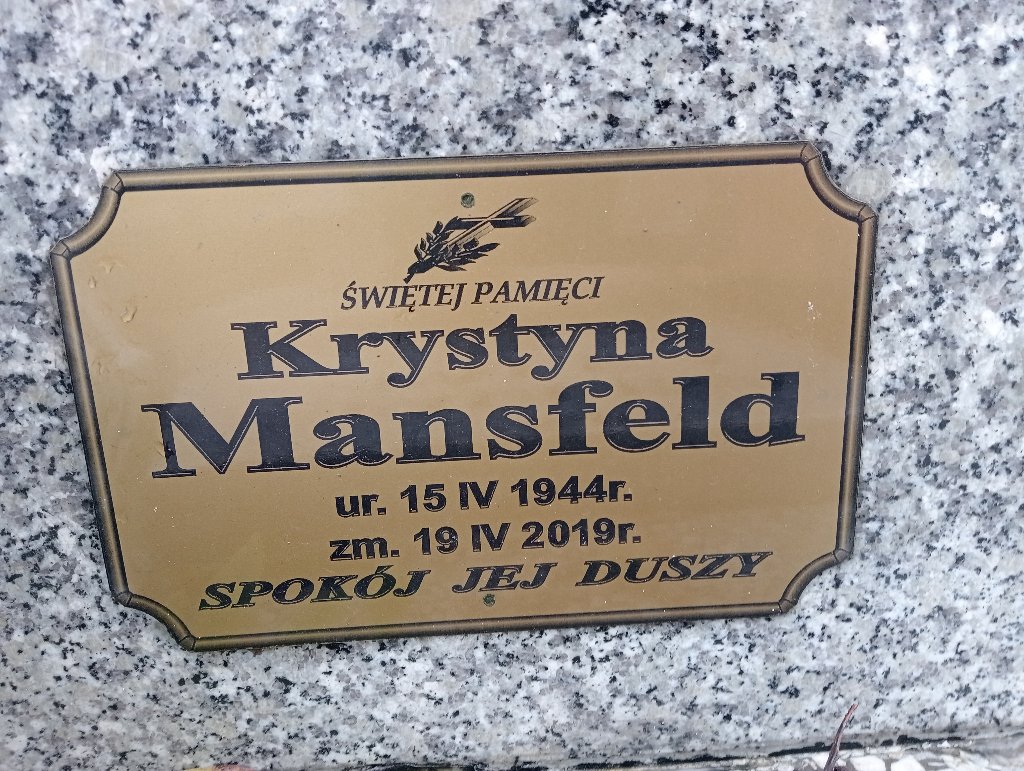 ŚWIĘTEJ PAMIĘCI
Krystyna
Mansfeld
ur. 15 IV 1944r.
zm. 19 IV 2019r.
SPOKÓJ JEJ DUSZY